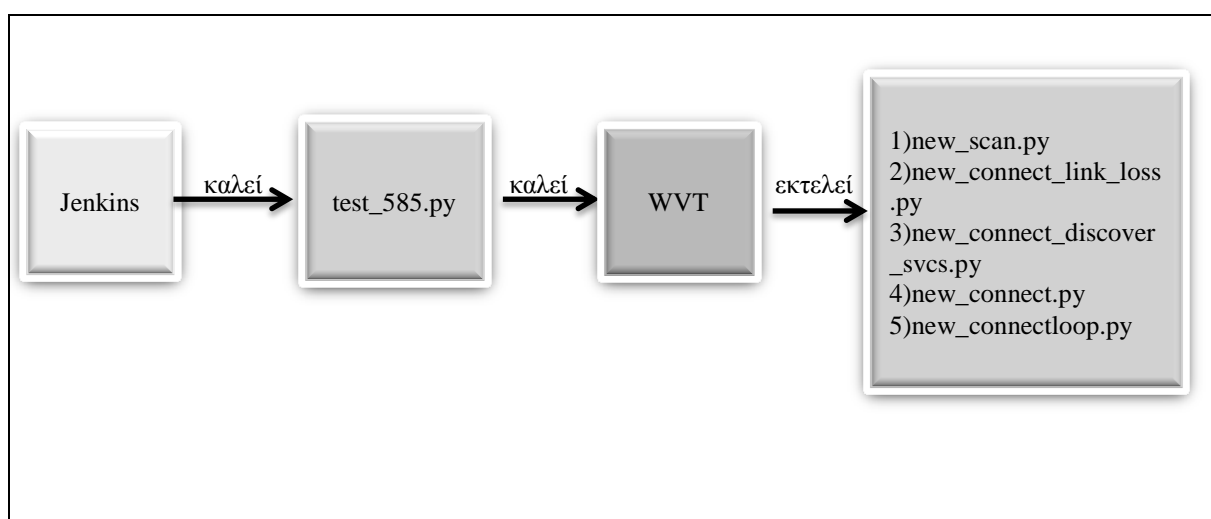 Jenkins
καλεί
test_585.py
καλεί
WVT
εκτελεί
1)new_scan.py
2)new_connect_link_loss
.py
3)new_connect_discover
_svcs.py
4)new_connect.py
5)new_connectloop.py